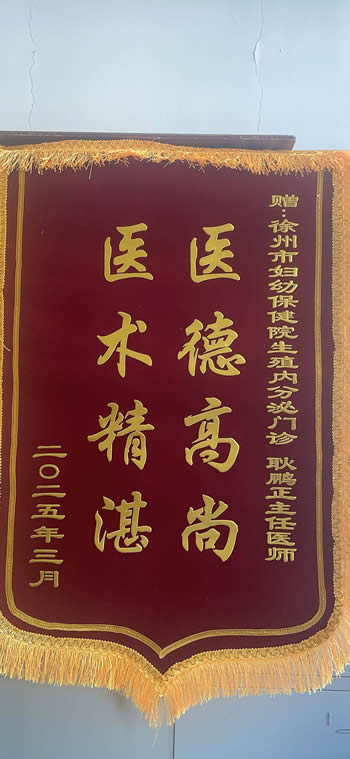 赠：徐州市妇幼保健院生殖内分泌门诊 耿鹏正主任医师
医德高尚
医术精湛
二〇二五年三月